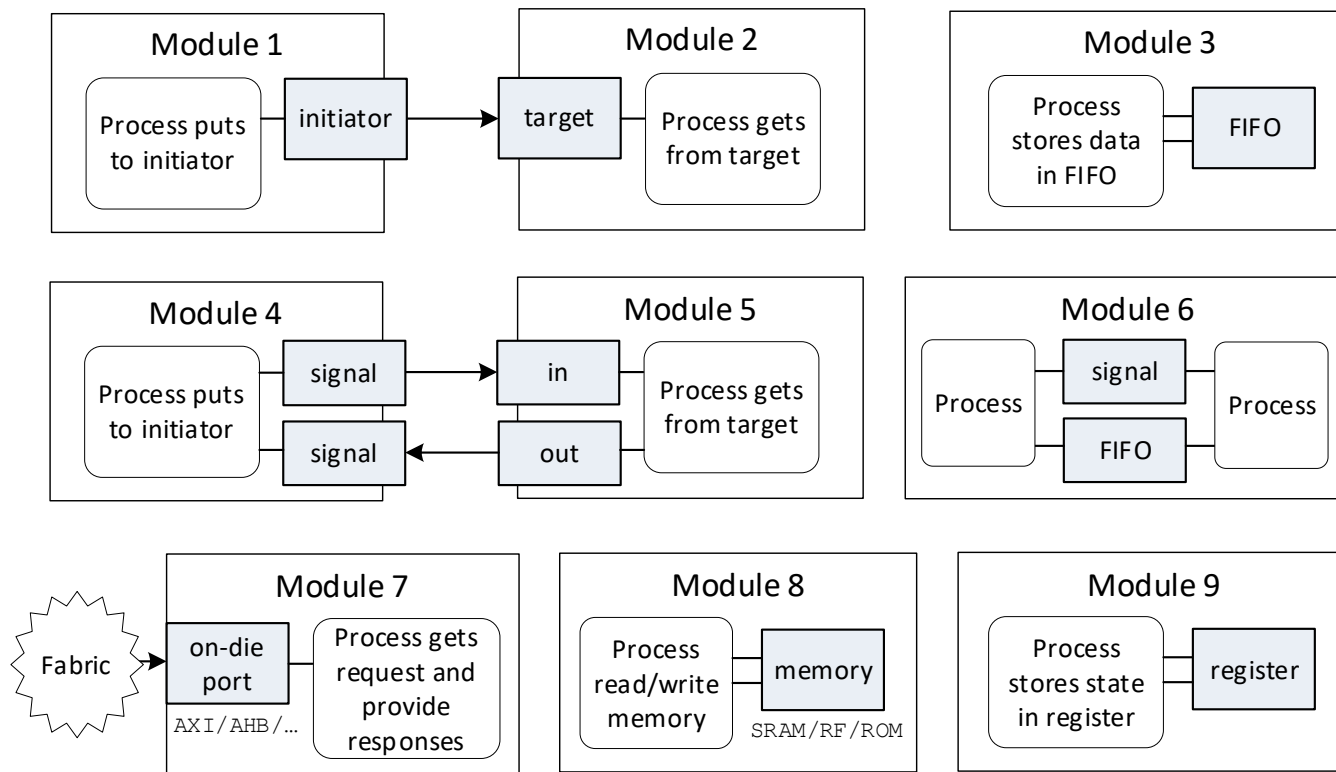 Module 1
Process puts
to initiator
initiator
Module 2
target
Process gets
from target
Module 3
Process
stores data
in FIFO
FIFO
Module 4
Process puts
to initiator
signal
signal
Module 5
in
out
Process gets
from target
Module 6
Process
signal
FIFO
Process
Fabric
Module 7
on-die
port
AXI/AHB/…
Process gets
request and
provide
responses
Module 8
Process
read/write
memory
memory
SRAM/RF/ROM
Module 9
Process
stores state
in register
register